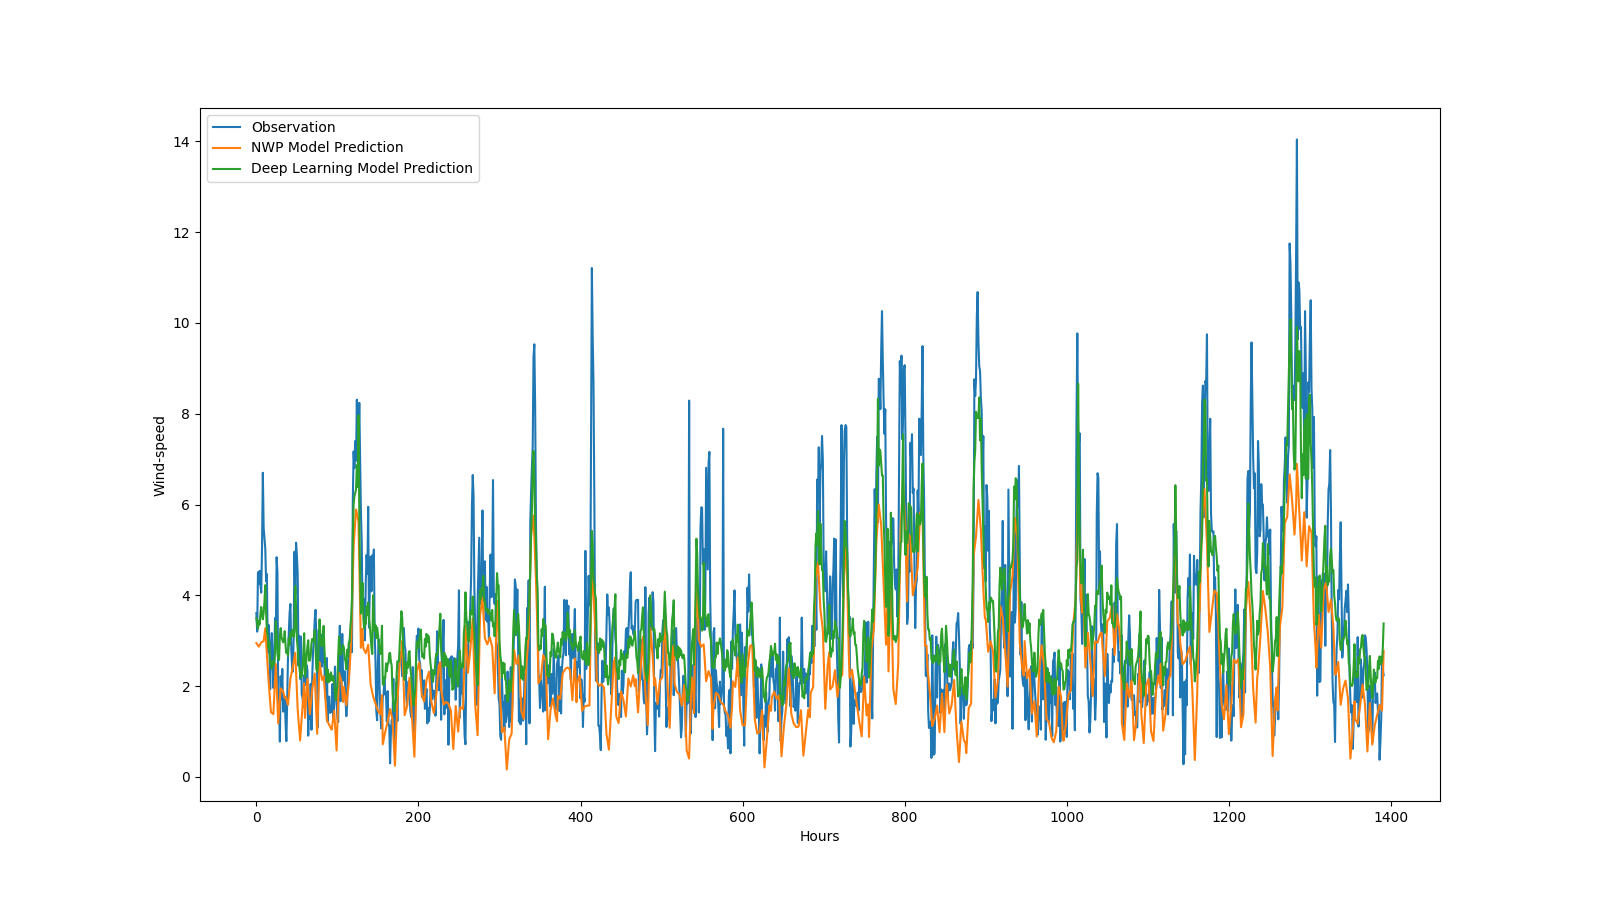 Observation
NWP Model Prediction
Deep Learning Model Prediction
14
12
10
8
6
4
2
0
Wind-speed
0 200 400 600 800 1000 1200 1400
Hours